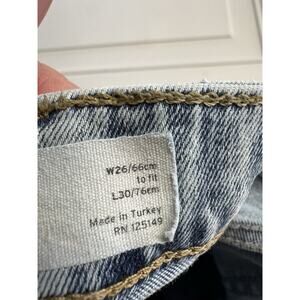 W26/66cm
to fit
L30/76cm
Made in Turkey
RN 125149